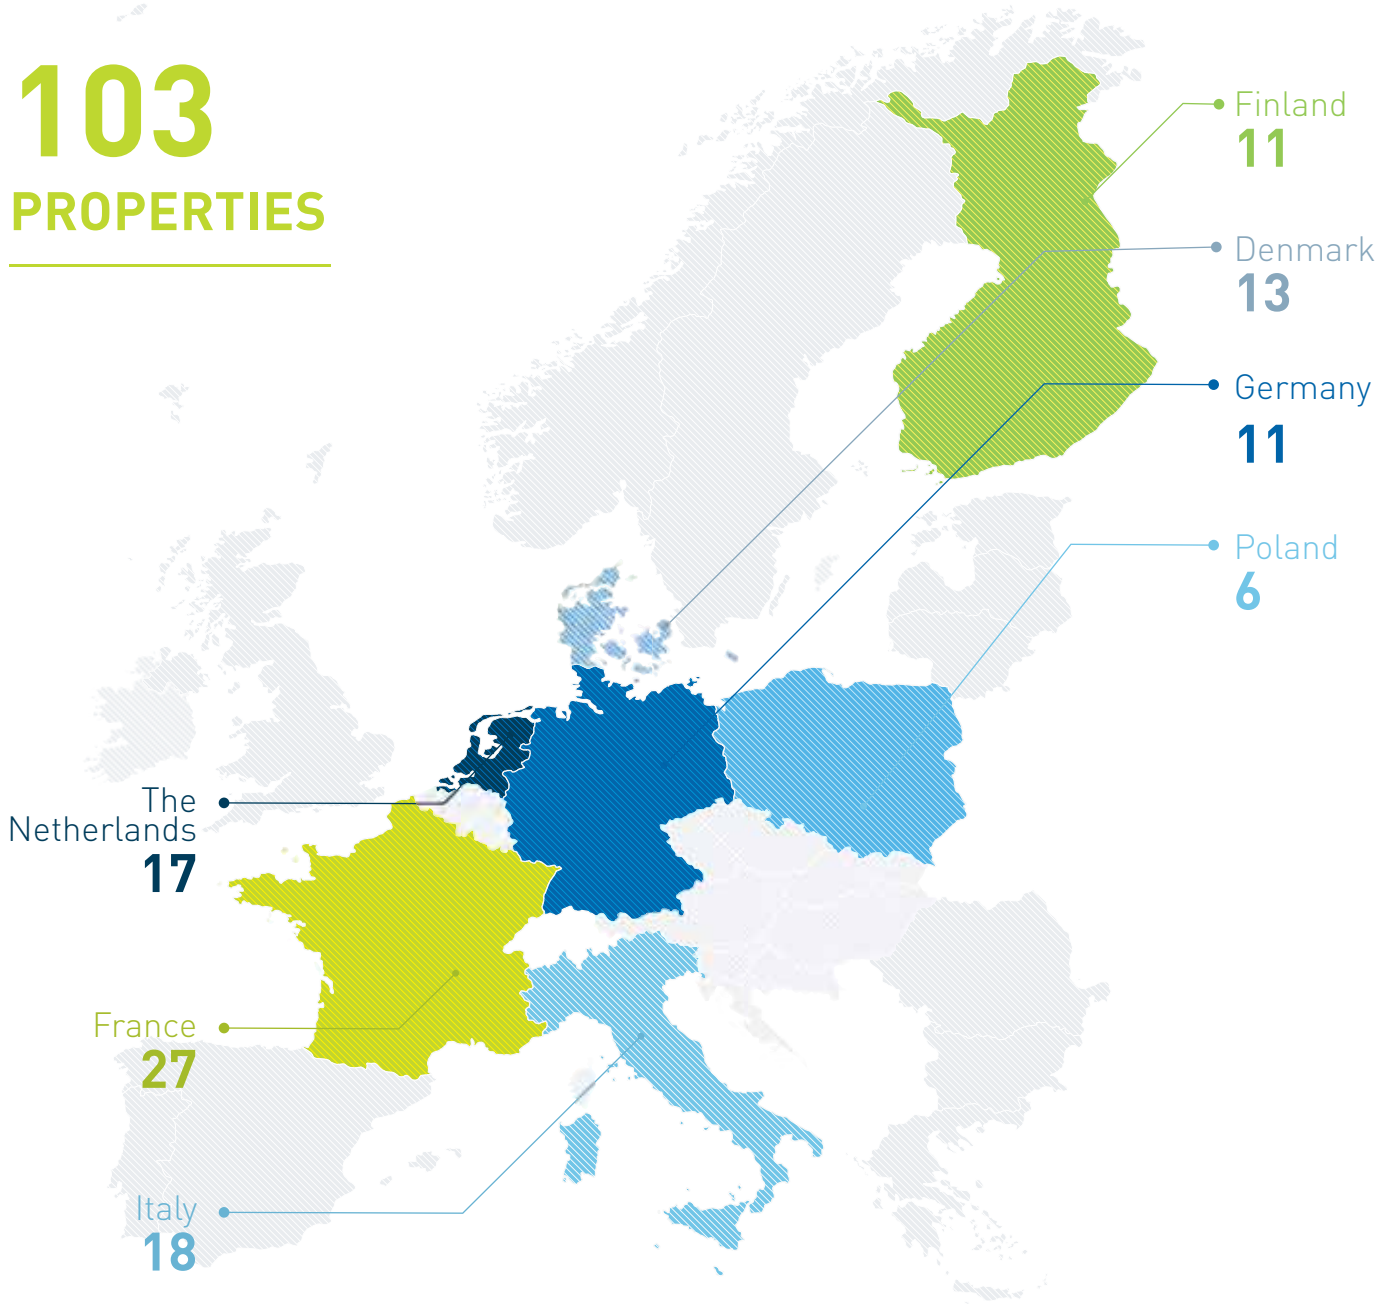 103
PROPERTIES
Finland
11
Denmark
13
Germany
11
Poland
6
The
Netherlands
17
France
27
Italy
18